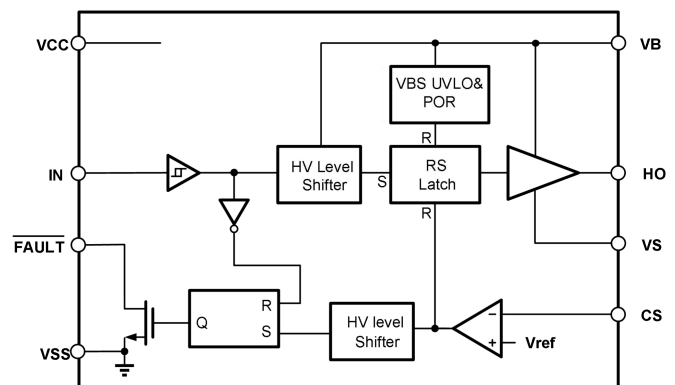 VCC
VB
VBS UVLO&
POR
R
IN
HV Level
Shifter
S
RS
Latch
R
HO
FAULT
VS
R
Q
S
HV level
Shifter
−
+
Vref
CS
VSS